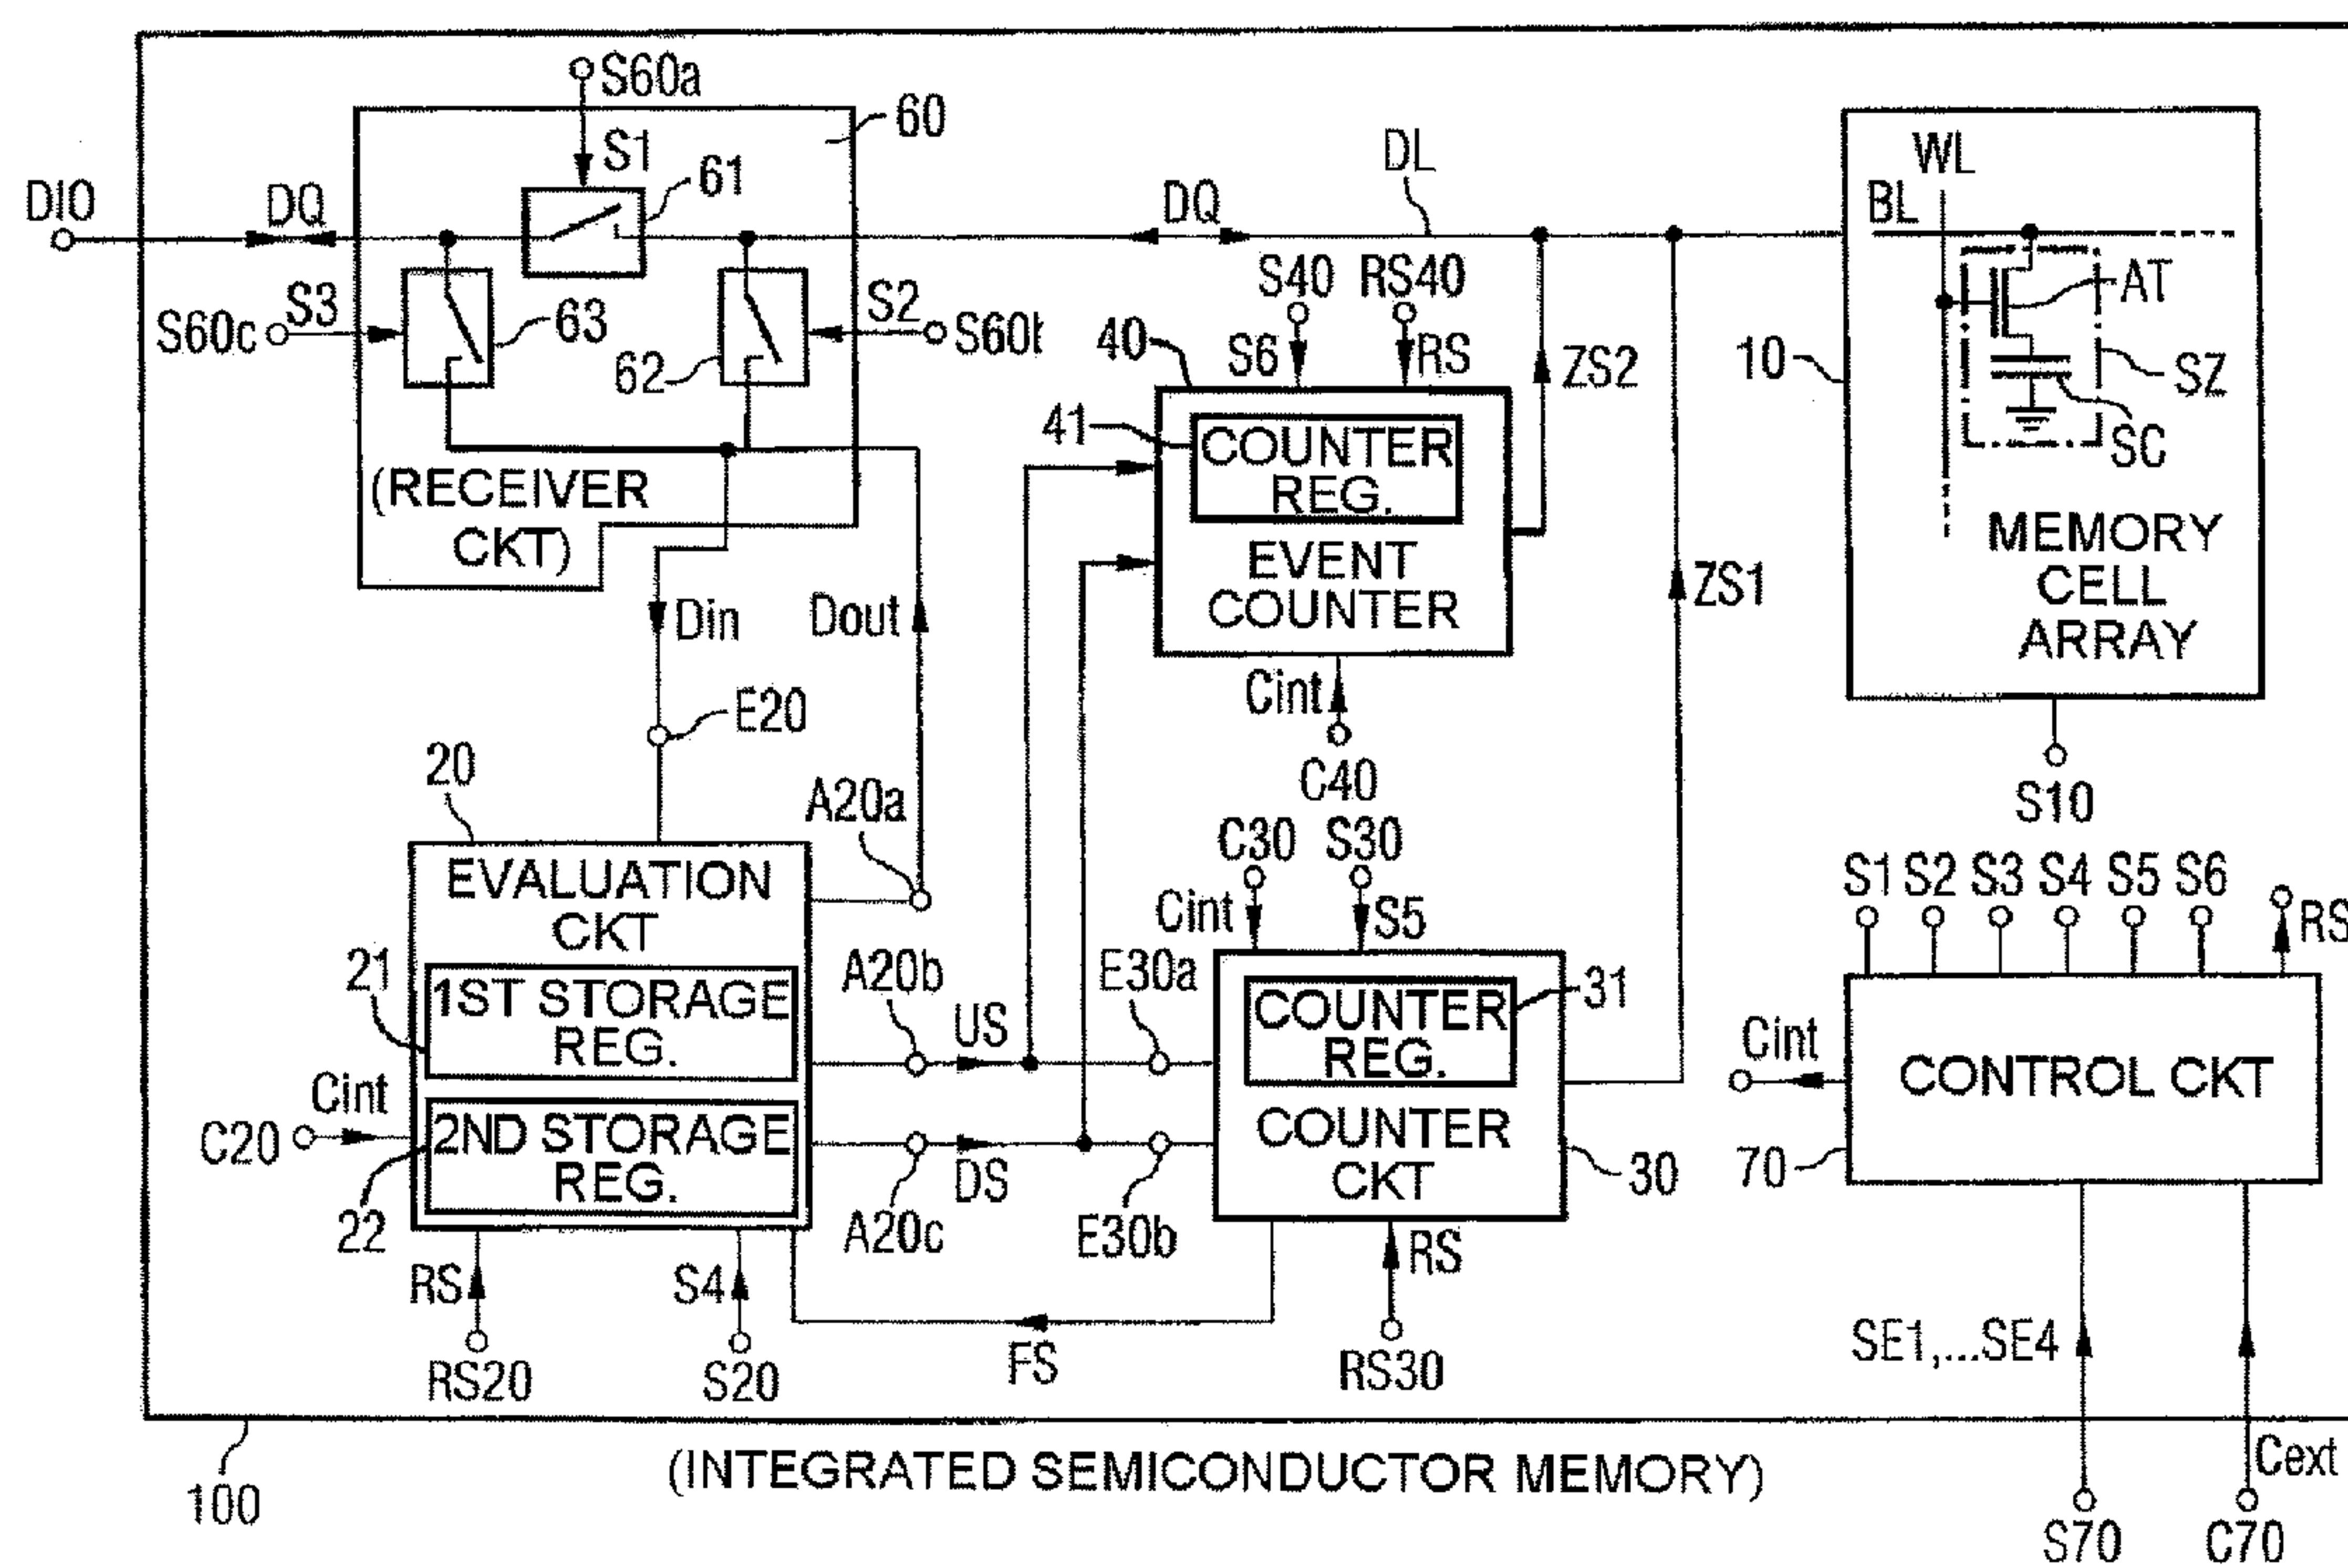 S60a
60
S1
61
DIO
DQ
DQ
DL
WL
BL
S3
S60c
63
62
S2
S60b
S40
RS40
40
S6
RS
ZS2
10
AT
SZ
SC
41
COUNTER
REG.
(RECEIVER
CKT)
EVENT
COUNTER
MEMORY
CELL
ARRAY
Din
Dout
ZS1
Cint
C40
E20
20
A20a
S10
C30
S30
Cint
S5
EVALUATION
CKT
S1 S2 S3 S4 S5 S6
RS
21
1ST STORAGE
REG.
A20b
US
E30a
COUNTER
REG.
31
Cint
CONTROL CKT
Cint
C20
2ND STORAGE
REG.
22
A20c
DS
E30b
COUNTER
CKT
30
70
RS
S4
RS20
S20
FS
RS
RS30
SE1,...SE4
100
(INTEGRATED SEMICONDUCTOR MEMORY)
Cext
S70
C70